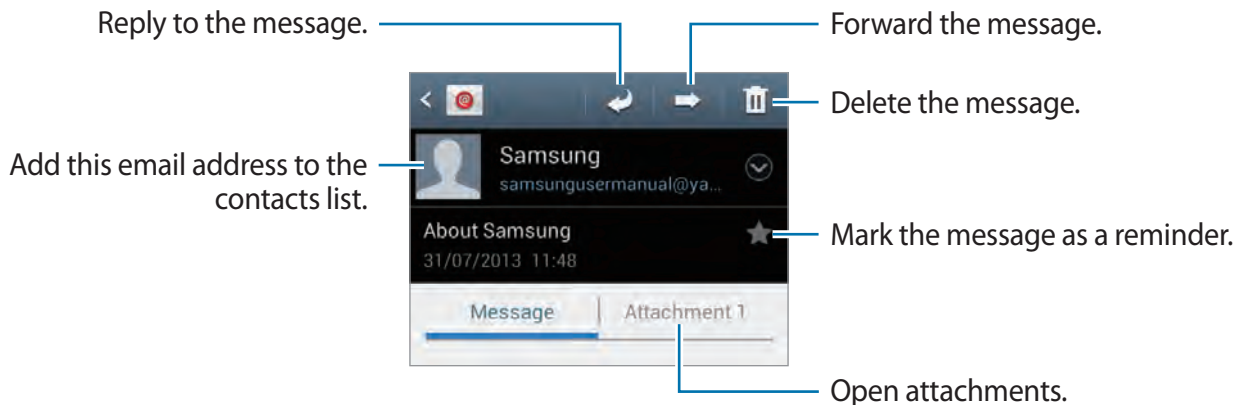 Reply to the message.
Forward the message.
Delete the message.
Add this email address to the
contacts list.
Samsung
samsungusermanual@ya...
About Samsung
31/07/2013 11:48
Mark the message as a reminder.
Message
Attachment 1
Open attachments.